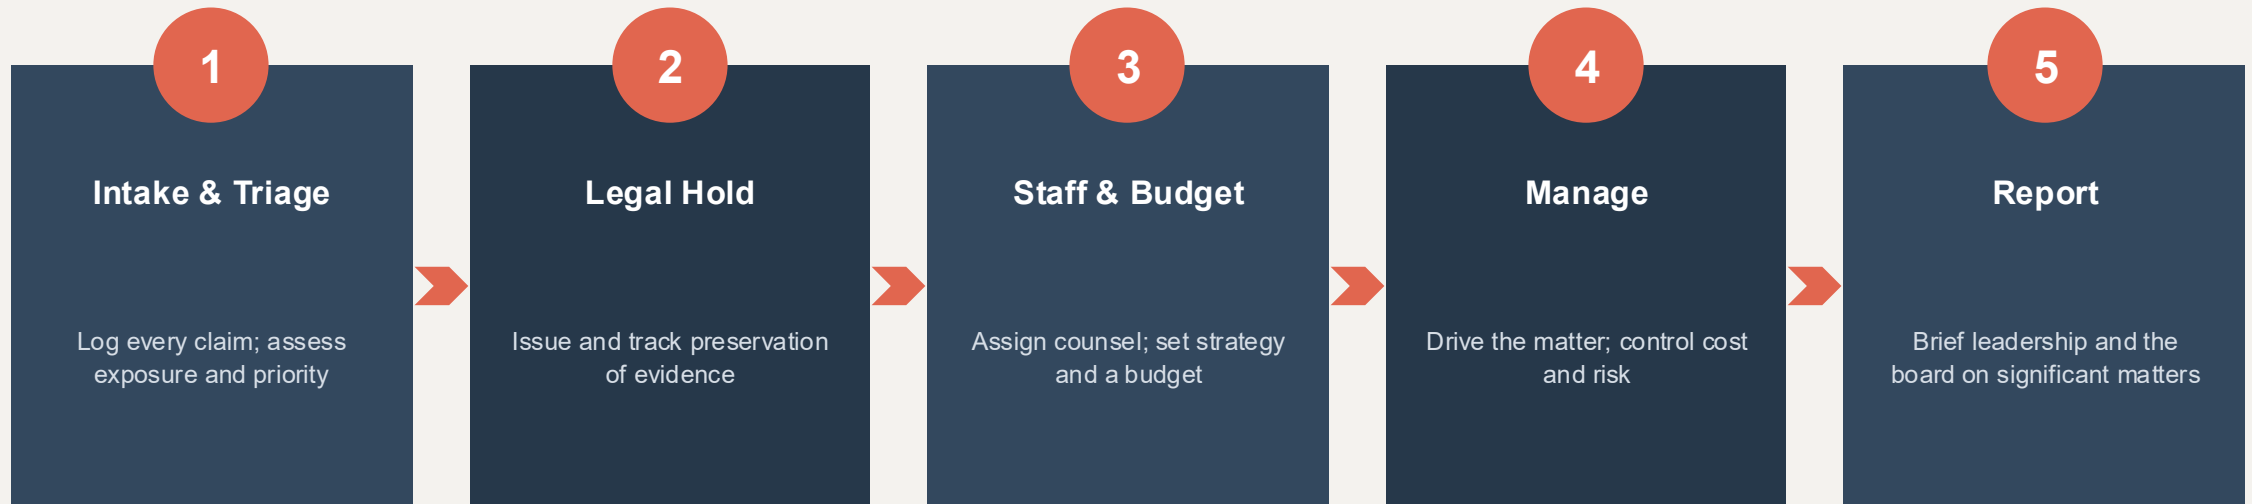 1
Intake & Triage
Log every claim; assess
exposure and priority
2
Legal Hold
Issue and track preservation
of evidence
3
Staff & Budget
Assign counsel; set strategy
and a budget
4
Manage
Drive the matter; control cost
and risk
5
Report
Brief leadership and the
board on significant matters